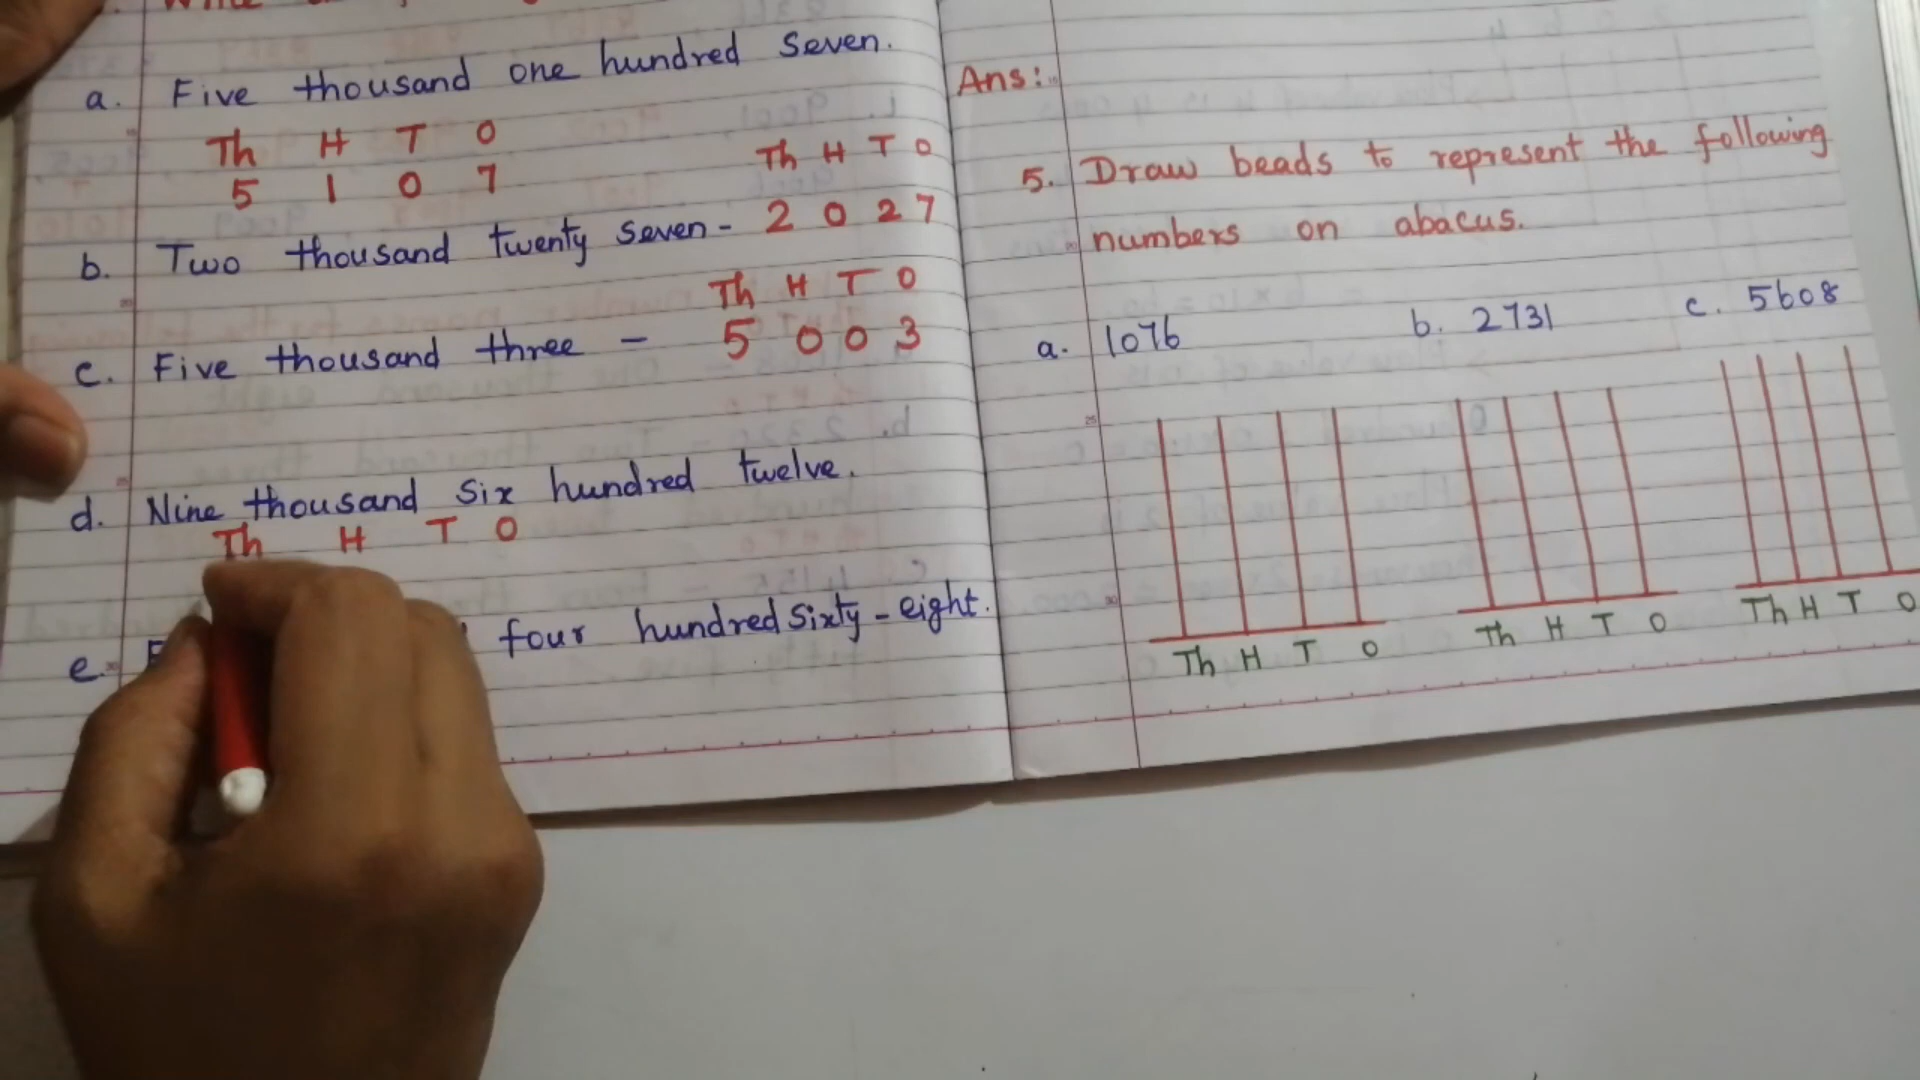 a. Five thousand one hundred seven.
Th H T O
5 1 0 7
Th H T O
b. Two thousand twenty seven - 2 0 2 7
Th H T O
c. Five thousand three - 5 0 0 3
d. Nine thousand six hundred twelve.
Th H T O
e. four hundred sixty-eight.
Ans:
5. Draw beads to represent the following
numbers on abacus.
a. 1076 b. 2731 c. 5608
Th H T O Th H T O Th H T O